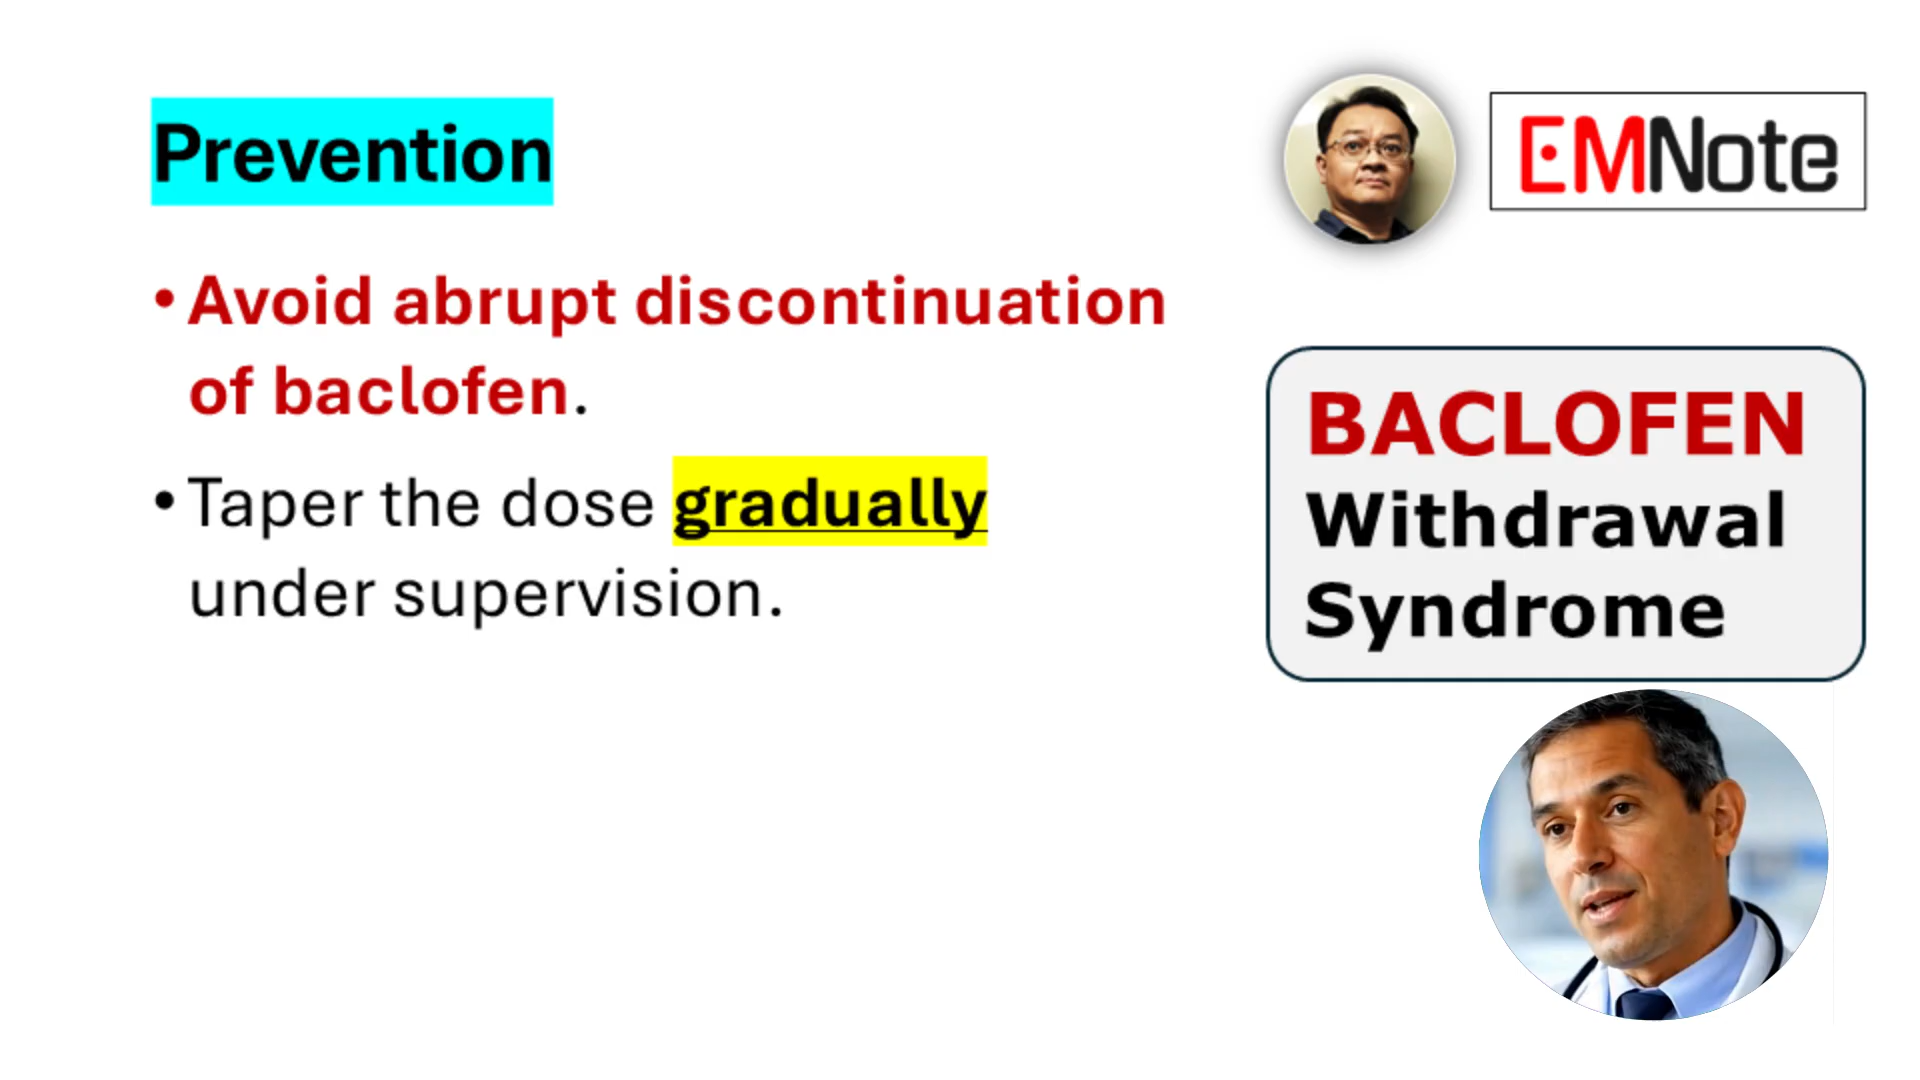 Prevention
• Avoid abrupt discontinuation
of baclofen.
• Taper the dose gradually
under supervision.
EMNote
BACLOFEN
Withdrawal
Syndrome